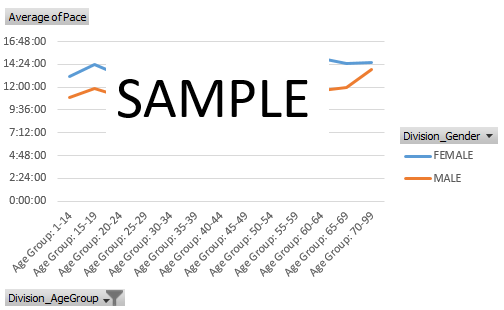 Average of Pace
16:48:00
14:24:00
12:00:00
9:36:00
7:12:00
4:48:00
2:24:00
0:00:00
SAMPLE
Age Group: 1-14
Age Group: 15-19
Age Group: 20-24
Age Group: 25-29
Age Group: 30-34
Age Group: 35-39
Age Group: 40-44
Age Group: 45-49
Age Group: 50-54
Age Group: 55-59
Age Group: 60-64
Age Group: 65-69
Age Group: 70-99
Division_Gender
FEMALE
MALE
Division_AgeGroup